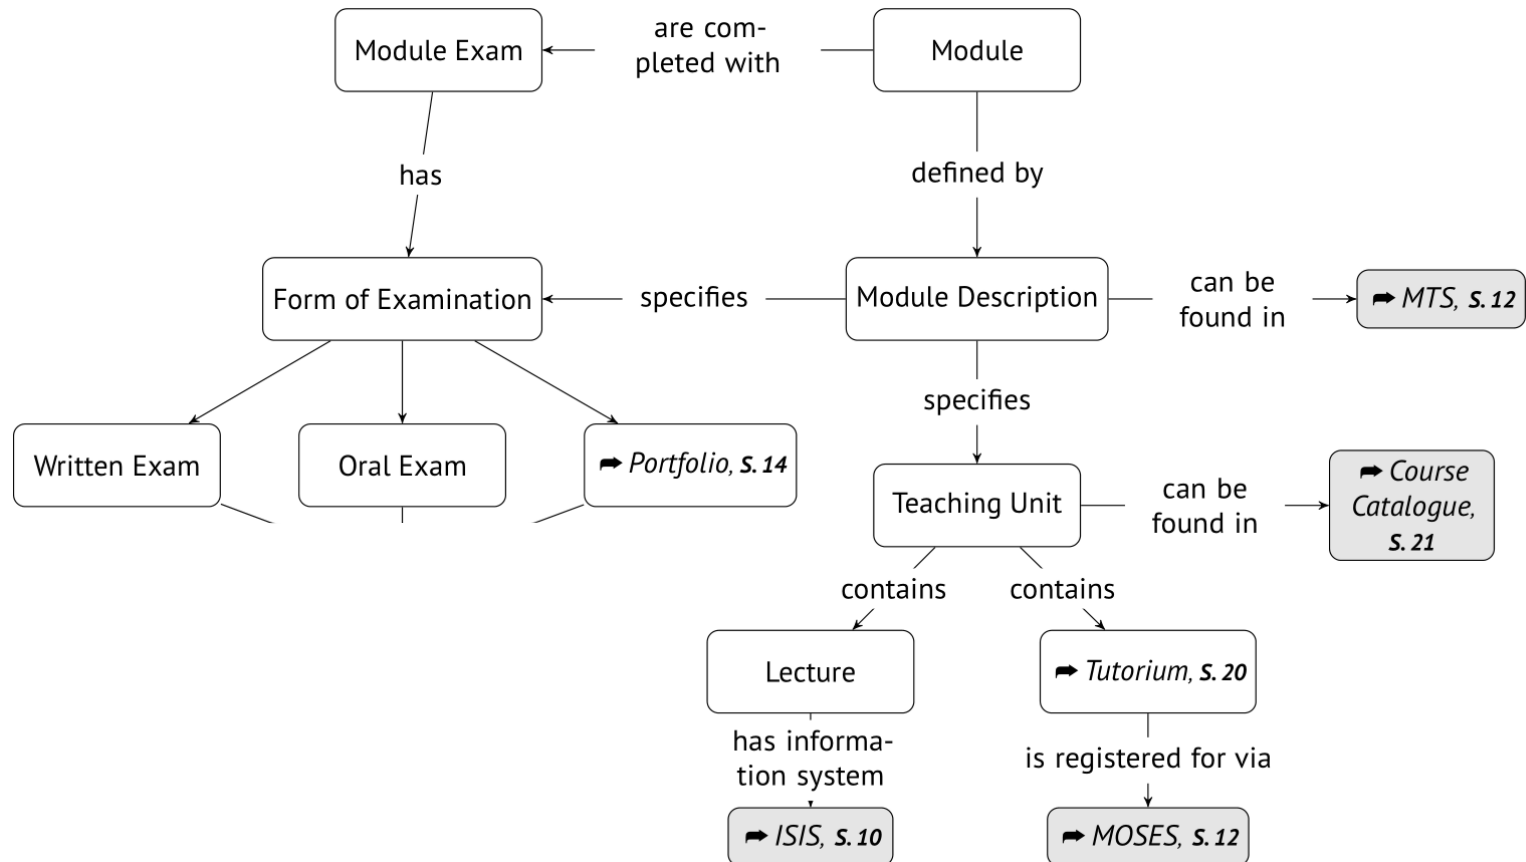 are com-
pleted with
Module Exam
Module
has
defined by
Form of Examination
specifies
Module Description
can be
found in
➦ MTS, S. 12
specifies
Written Exam
Oral Exam
➦ Portfolio, S. 14
Teaching Unit
can be
found in
➦ Course
Catalogue,
S. 21
contains
contains
Lecture
➦ Tutorium, S. 20
has informa-
tion system
is registered for via
➦ ISIS, S. 10
➦ MOSES, S. 12